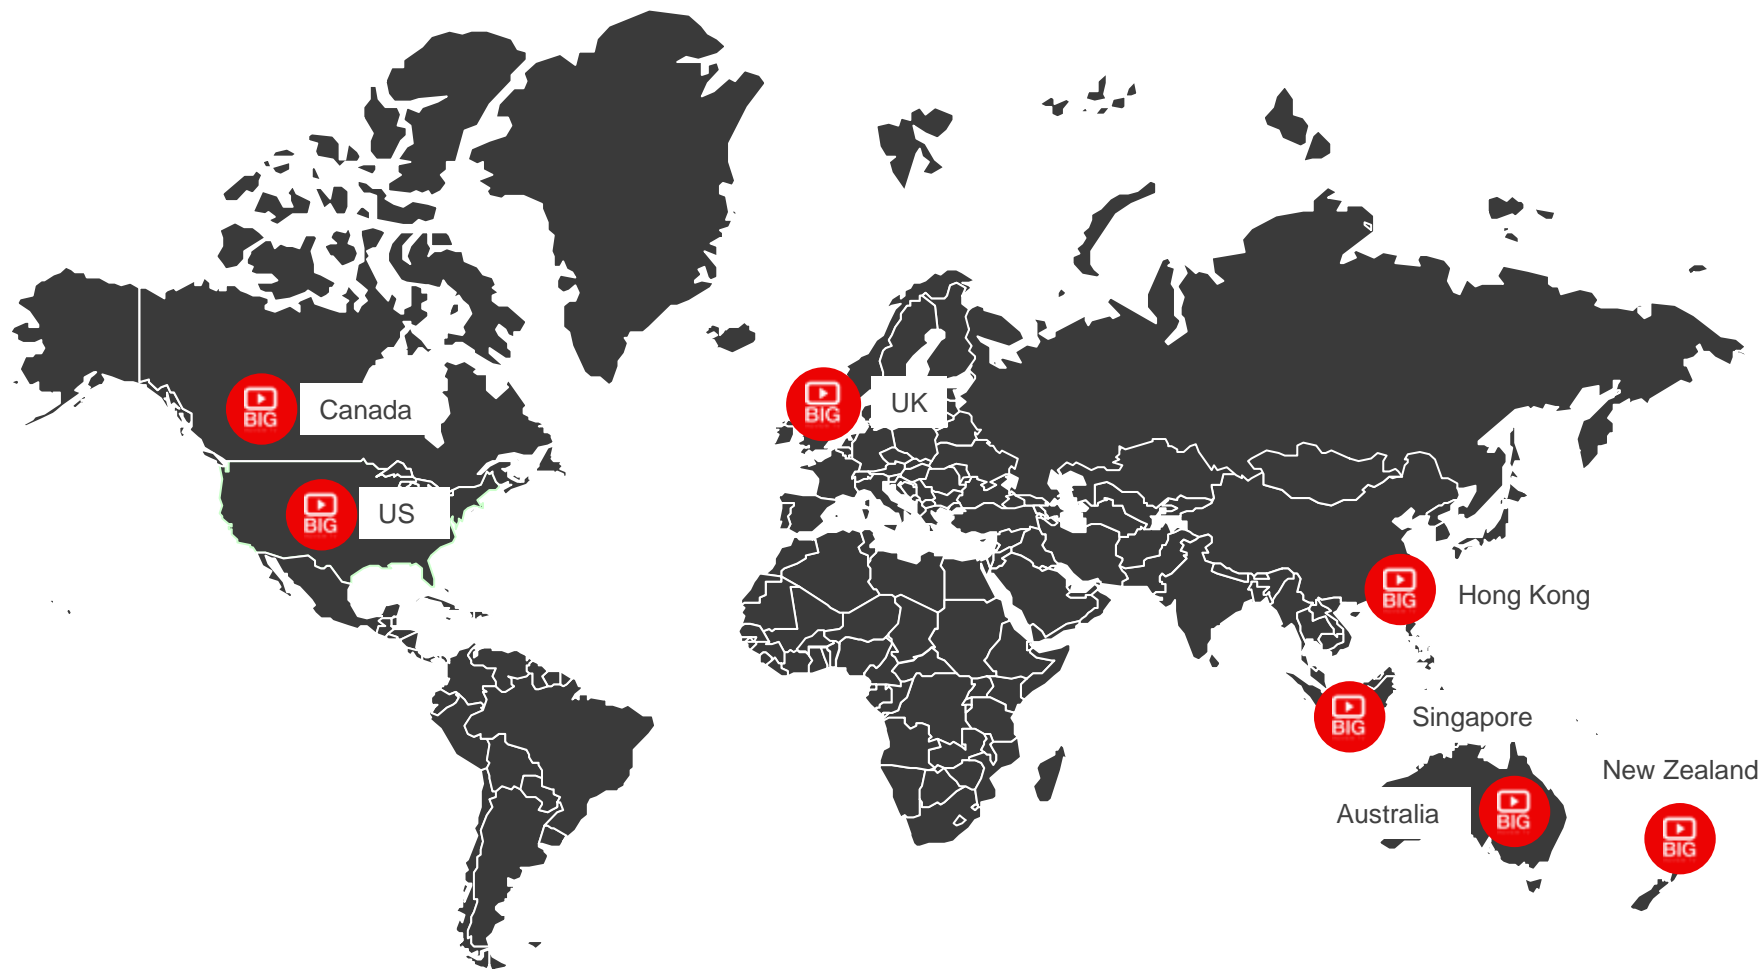 BIG
Canada
BIG
UK
BIG
US
BIG
Hong Kong
BIG
Singapore
New Zealand
Australia
BIG
BIG